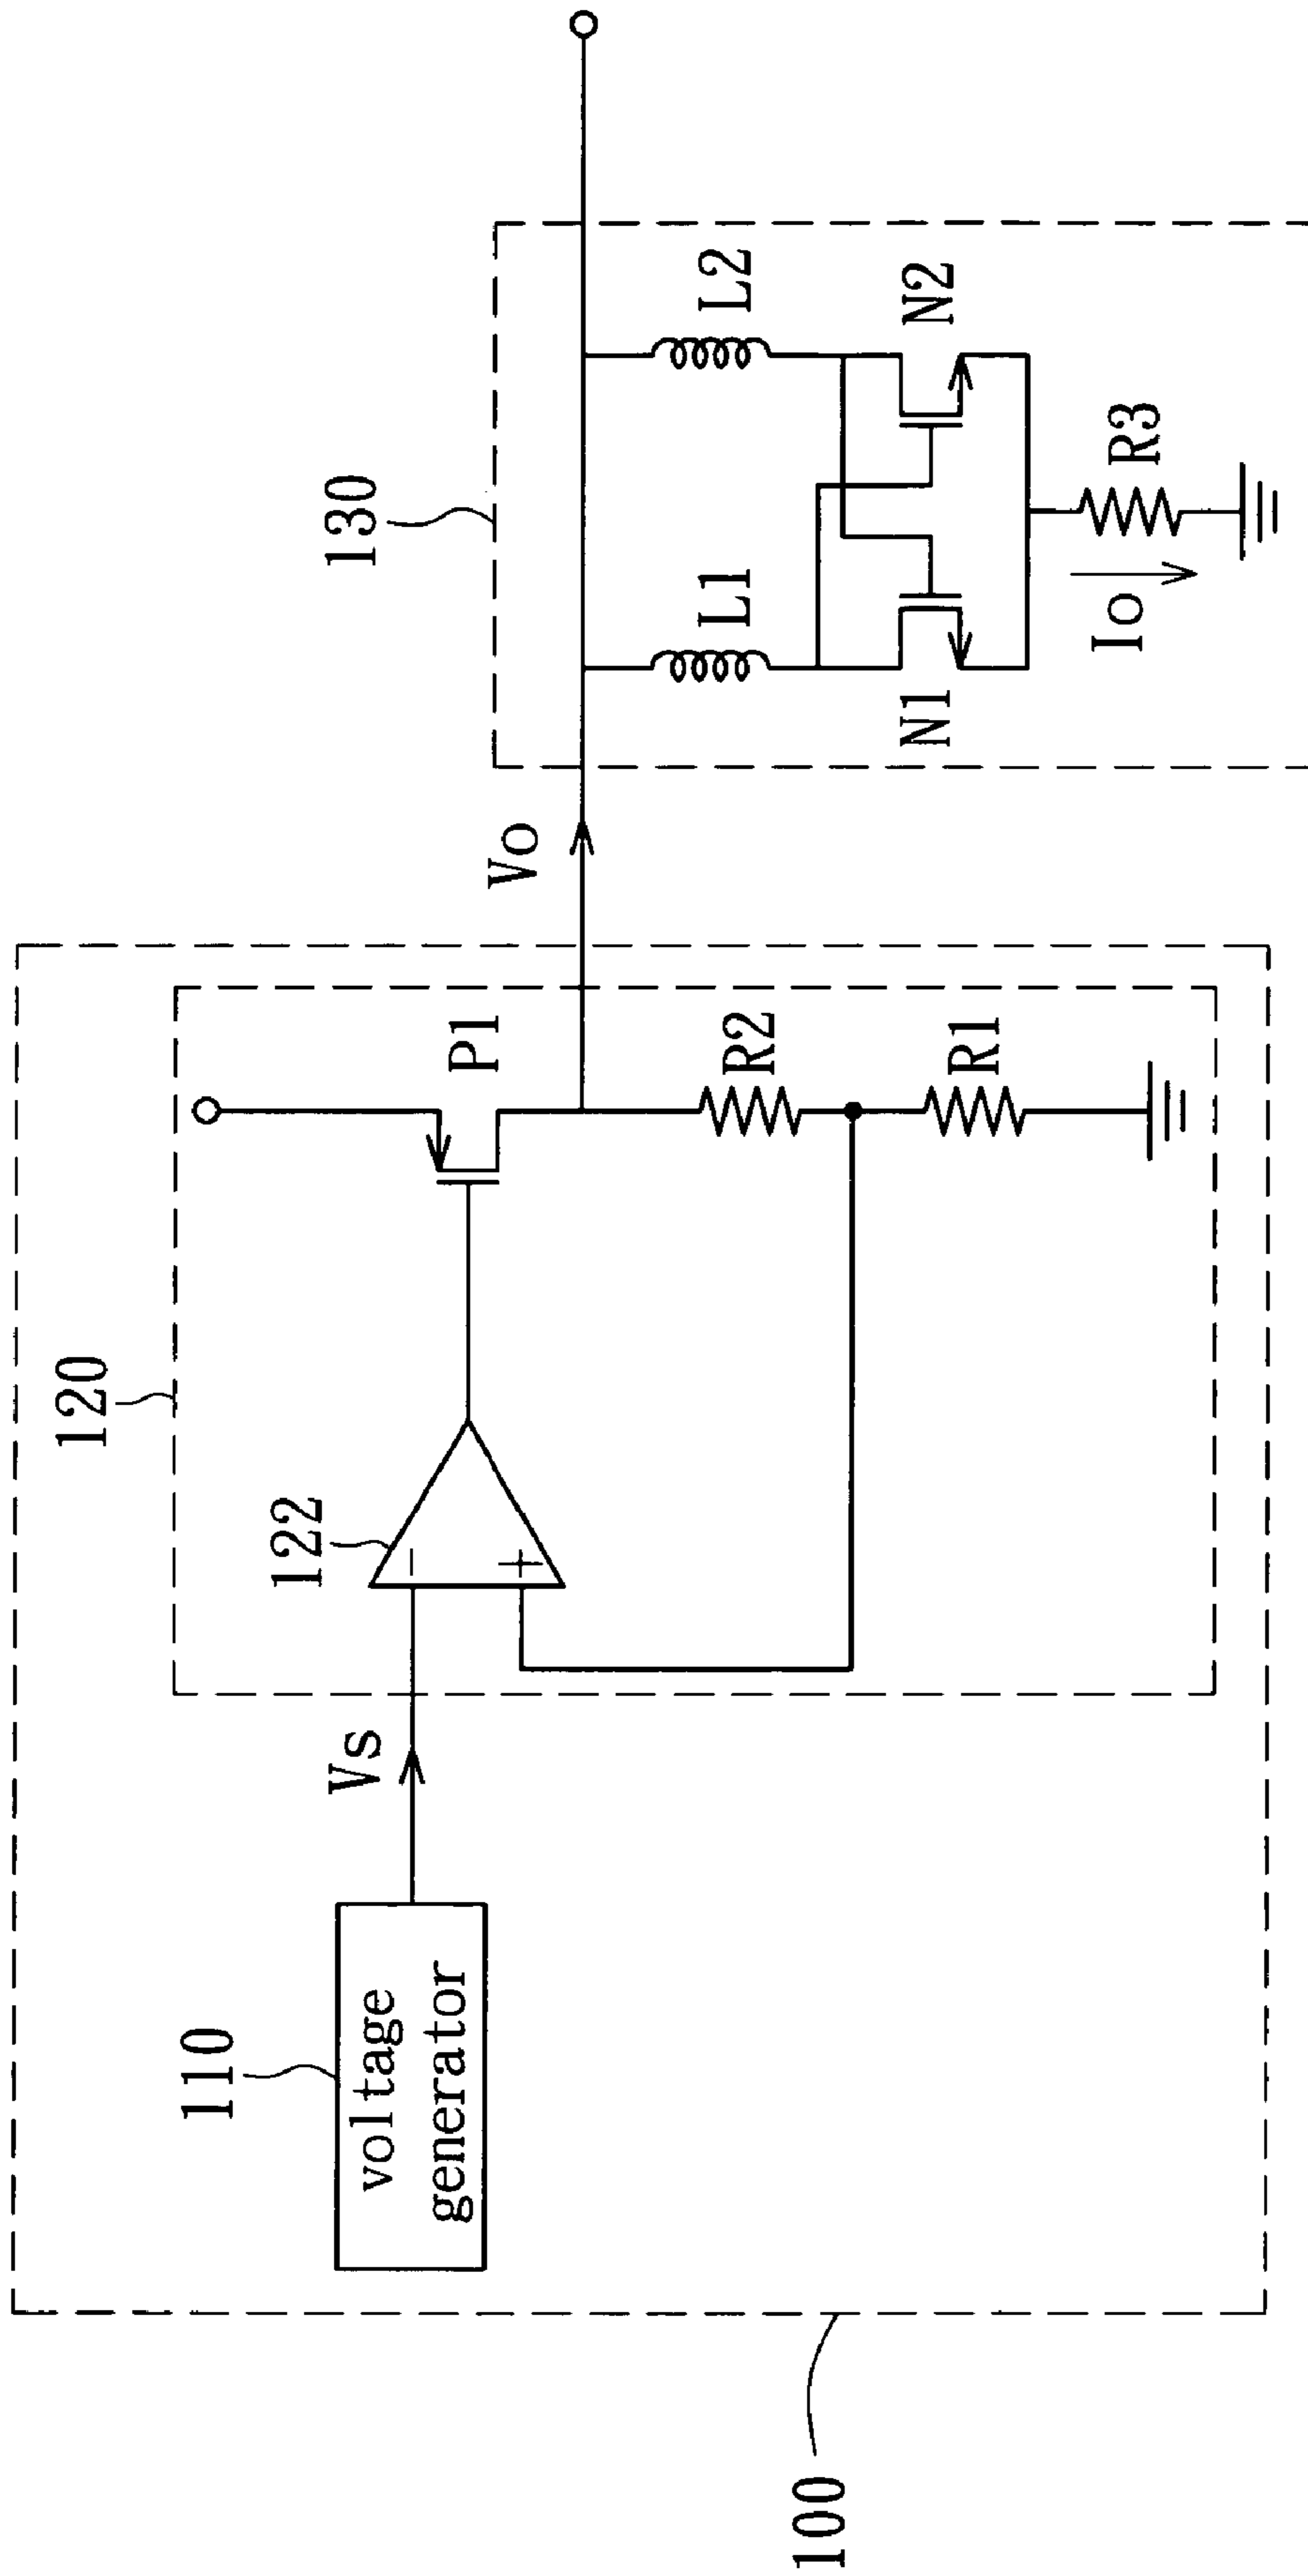 100
110
voltage
generator
Vs
120
122
P1
R2
R1
Vo
130
L1
L2
N1
N2
Io
R3